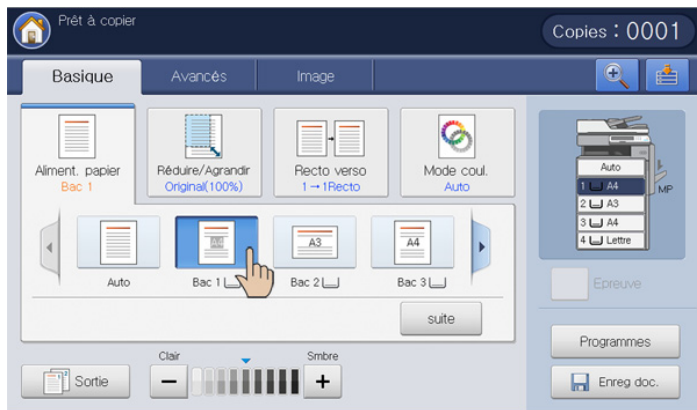 Prêt à copier
Copies : 0001
Basique
Avancés
Image
Aliment. papier
Bac 1
Réduire/Agrandir
Original(100%)
Recto verso
1 → 1Recto
Mode coul.
Auto
Auto
Bac 1
A3
Bac 2
A4
Bac 3
suite
Sortie
Clair
Smbre
Auto
1 A4
2 A3
3 A4
4 Lettre
MP
Epreuve
Programmes
Enreg doc.